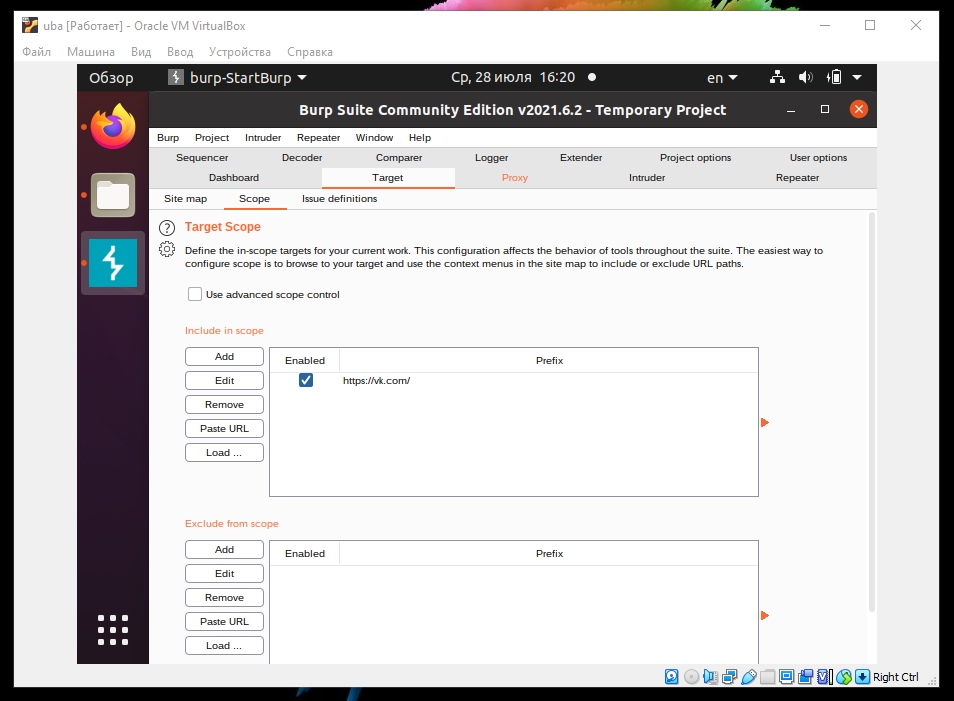 uba [Работает] - Oracle VM VirtualBox
Файл Машина Вид Ввод Устройства Справка
Обзор burp-StartBurp Ср, 28 июля 16:20 en
Burp Suite Community Edition v2021.6.2 - Temporary Project
Burp Project Intruder Repeater Window Help
Sequencer Decoder Comparer Logger Extender Project options User options
Dashboard Target Proxy Intruder Repeater
Site map Scope Issue definitions
? Target Scope
Define the in-scope targets for your current work. This configuration affects the behavior of tools throughout the suite. The easiest way to
configure scope is to browse to your target and use the context menus in the site map to include or exclude URL paths.
Use advanced scope control
Include in scope
Add Enabled Prefix
Edit https://vk.com/
Remove
Paste URL
Load ...
Exclude from scope
Add Enabled Prefix
Edit
Remove
Paste URL
Load ...
Right Ctrl